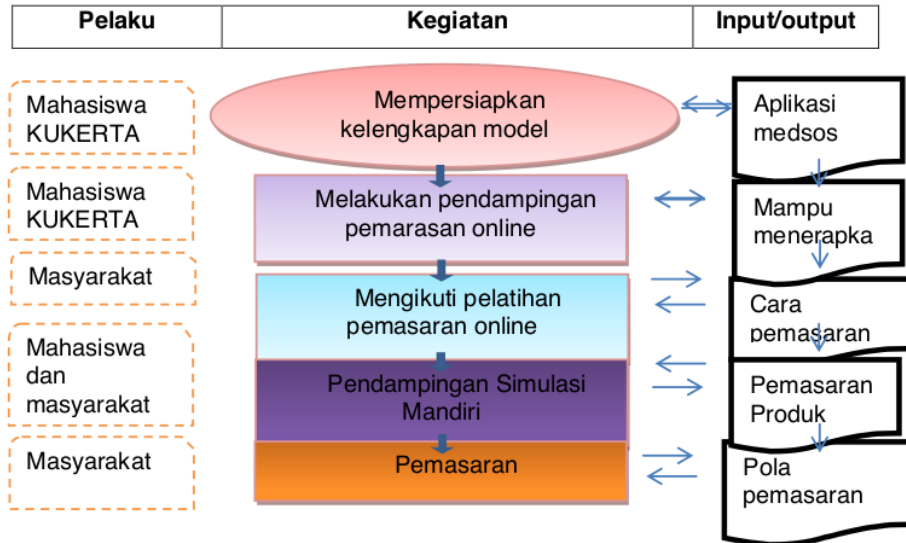 Pelaku Kegiatan Input/output
Mahasiswa
KUKERTA
Mempersiapkan
kelengkapan model
Aplikasi
medsos
Mahasiswa
KUKERTA
Melakukan pendampingan
pemarasan online
Mampu
menerapka
Masyarakat
Mengikuti pelatihan
pemasaran online
Cara
pemasaran
Mahasiswa
dan
masyarakat
Pendampingan Simulasi
Mandiri
Pemasaran
Produk
Masyarakat
Pemasaran
Pola
pemasaran